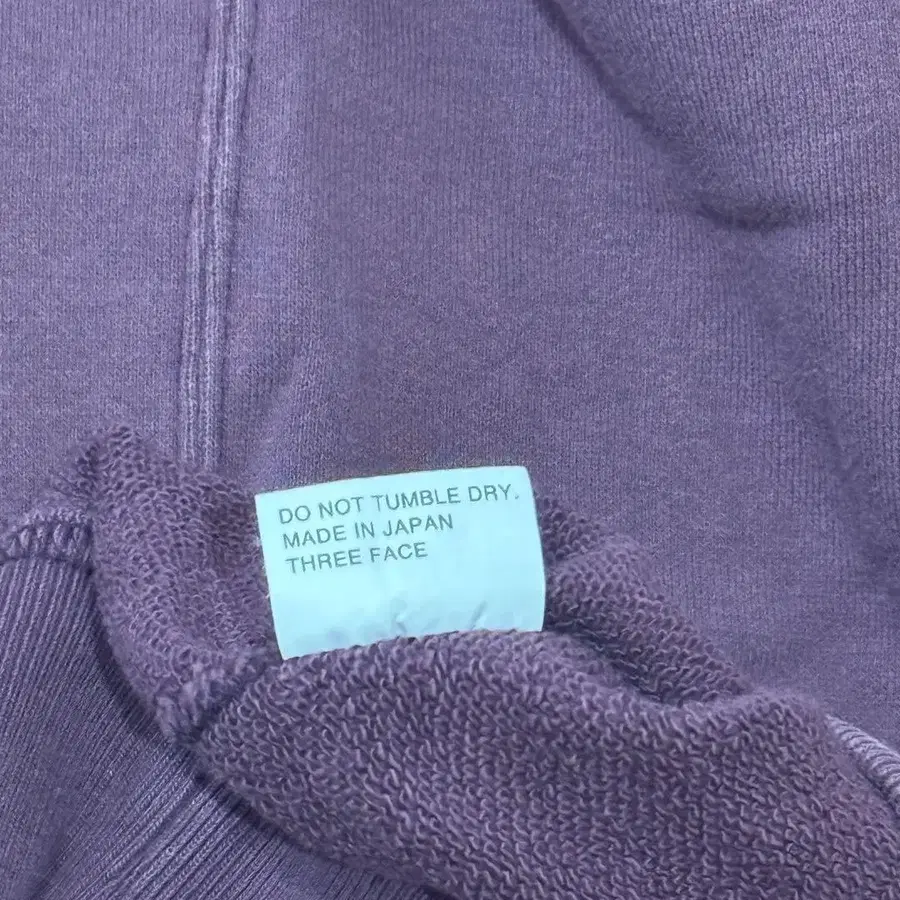 DO NOT TUMBLE DRY.
MADE IN JAPAN
THREE FACE